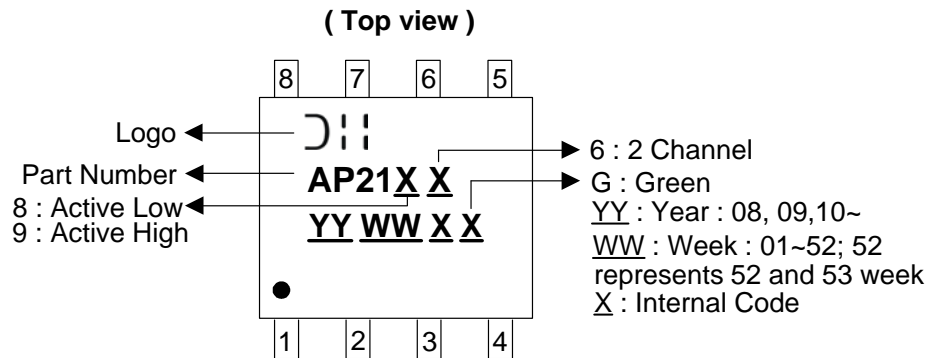 ( Top view )
8 7 6 5
Logo
Part Number
8 : Active Low
9 : Active High
AP21X X
YY WW X X
6 : 2 Channel
G : Green
YY : Year : 08, 09,10~
WW : Week : 01~52; 52
represents 52 and 53 week
X : Internal Code
1 2 3 4